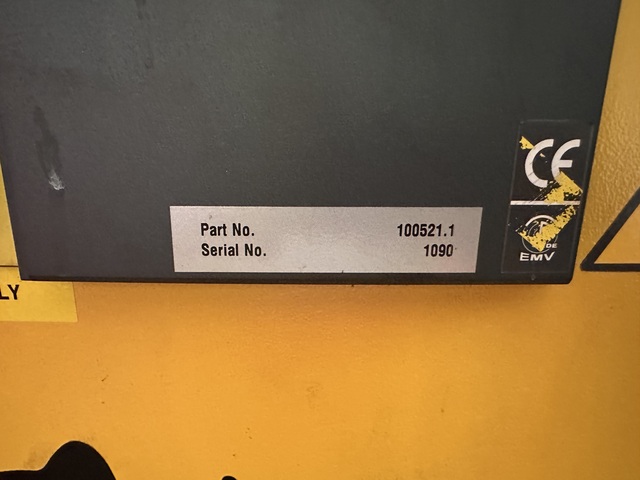 Part No. 100521.1
Serial No. 1090
CE
DE
EMV
LY